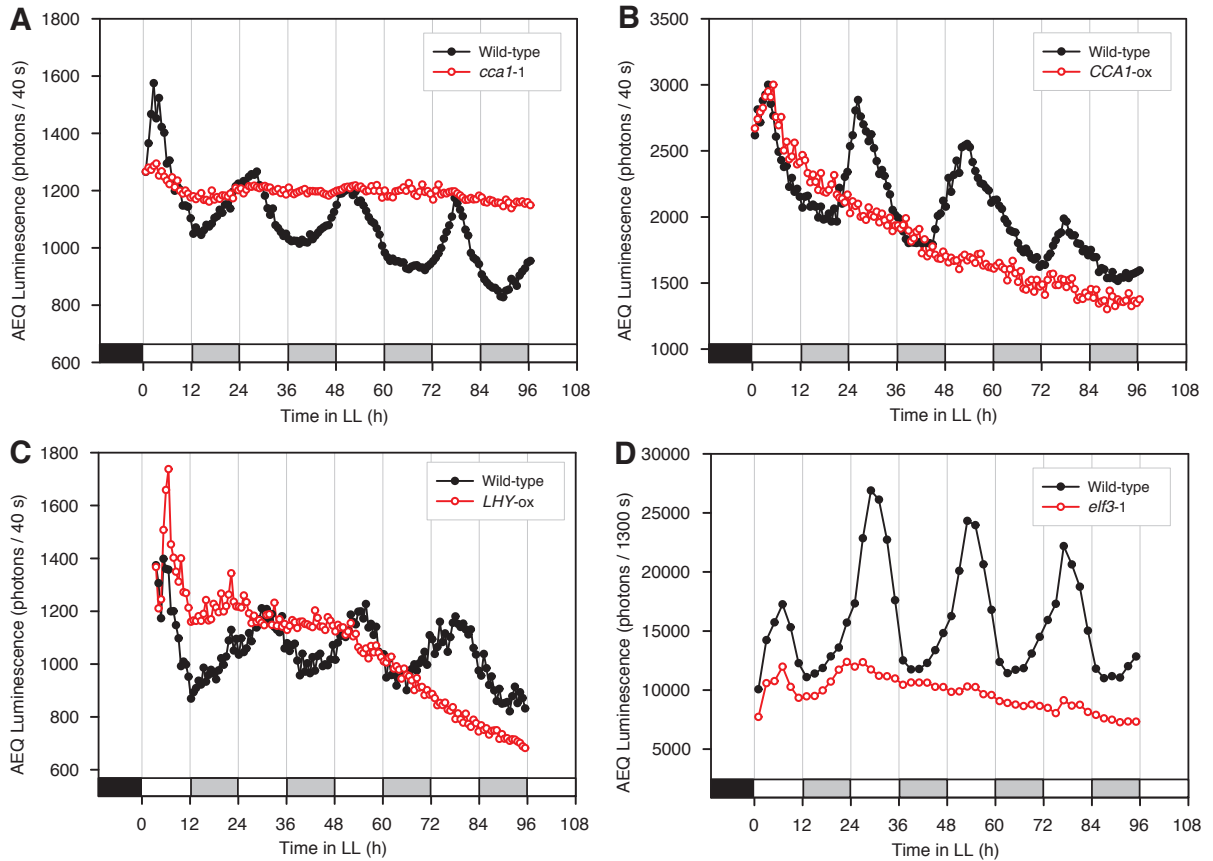 A
AEQ Luminescence (photons / 40 s)
1800
1600
1400
1200
1000
800
600
Wild-type
cca1-1
0 12 24 36 48 60 72 84 96 108
Time in LL (h)
B
AEQ Luminescence (photons / 40 s)
3500
3000
2500
2000
1500
1000
Wild-type
CCA1-ox
0 12 24 36 48 60 72 84 96 108
Time in LL (h)
C
AEQ Luminescence (photons / 40 s)
1800
1600
1400
1200
1000
800
600
Wild-type
LHY-ox
0 12 24 36 48 60 72 84 96 108
Time in LL (h)
D
AEQ Luminescence (photons / 1300 s)
30000
25000
20000
15000
10000
5000
Wild-type
elf3-1
0 12 24 36 48 60 72 84 96 108
Time in LL (h)